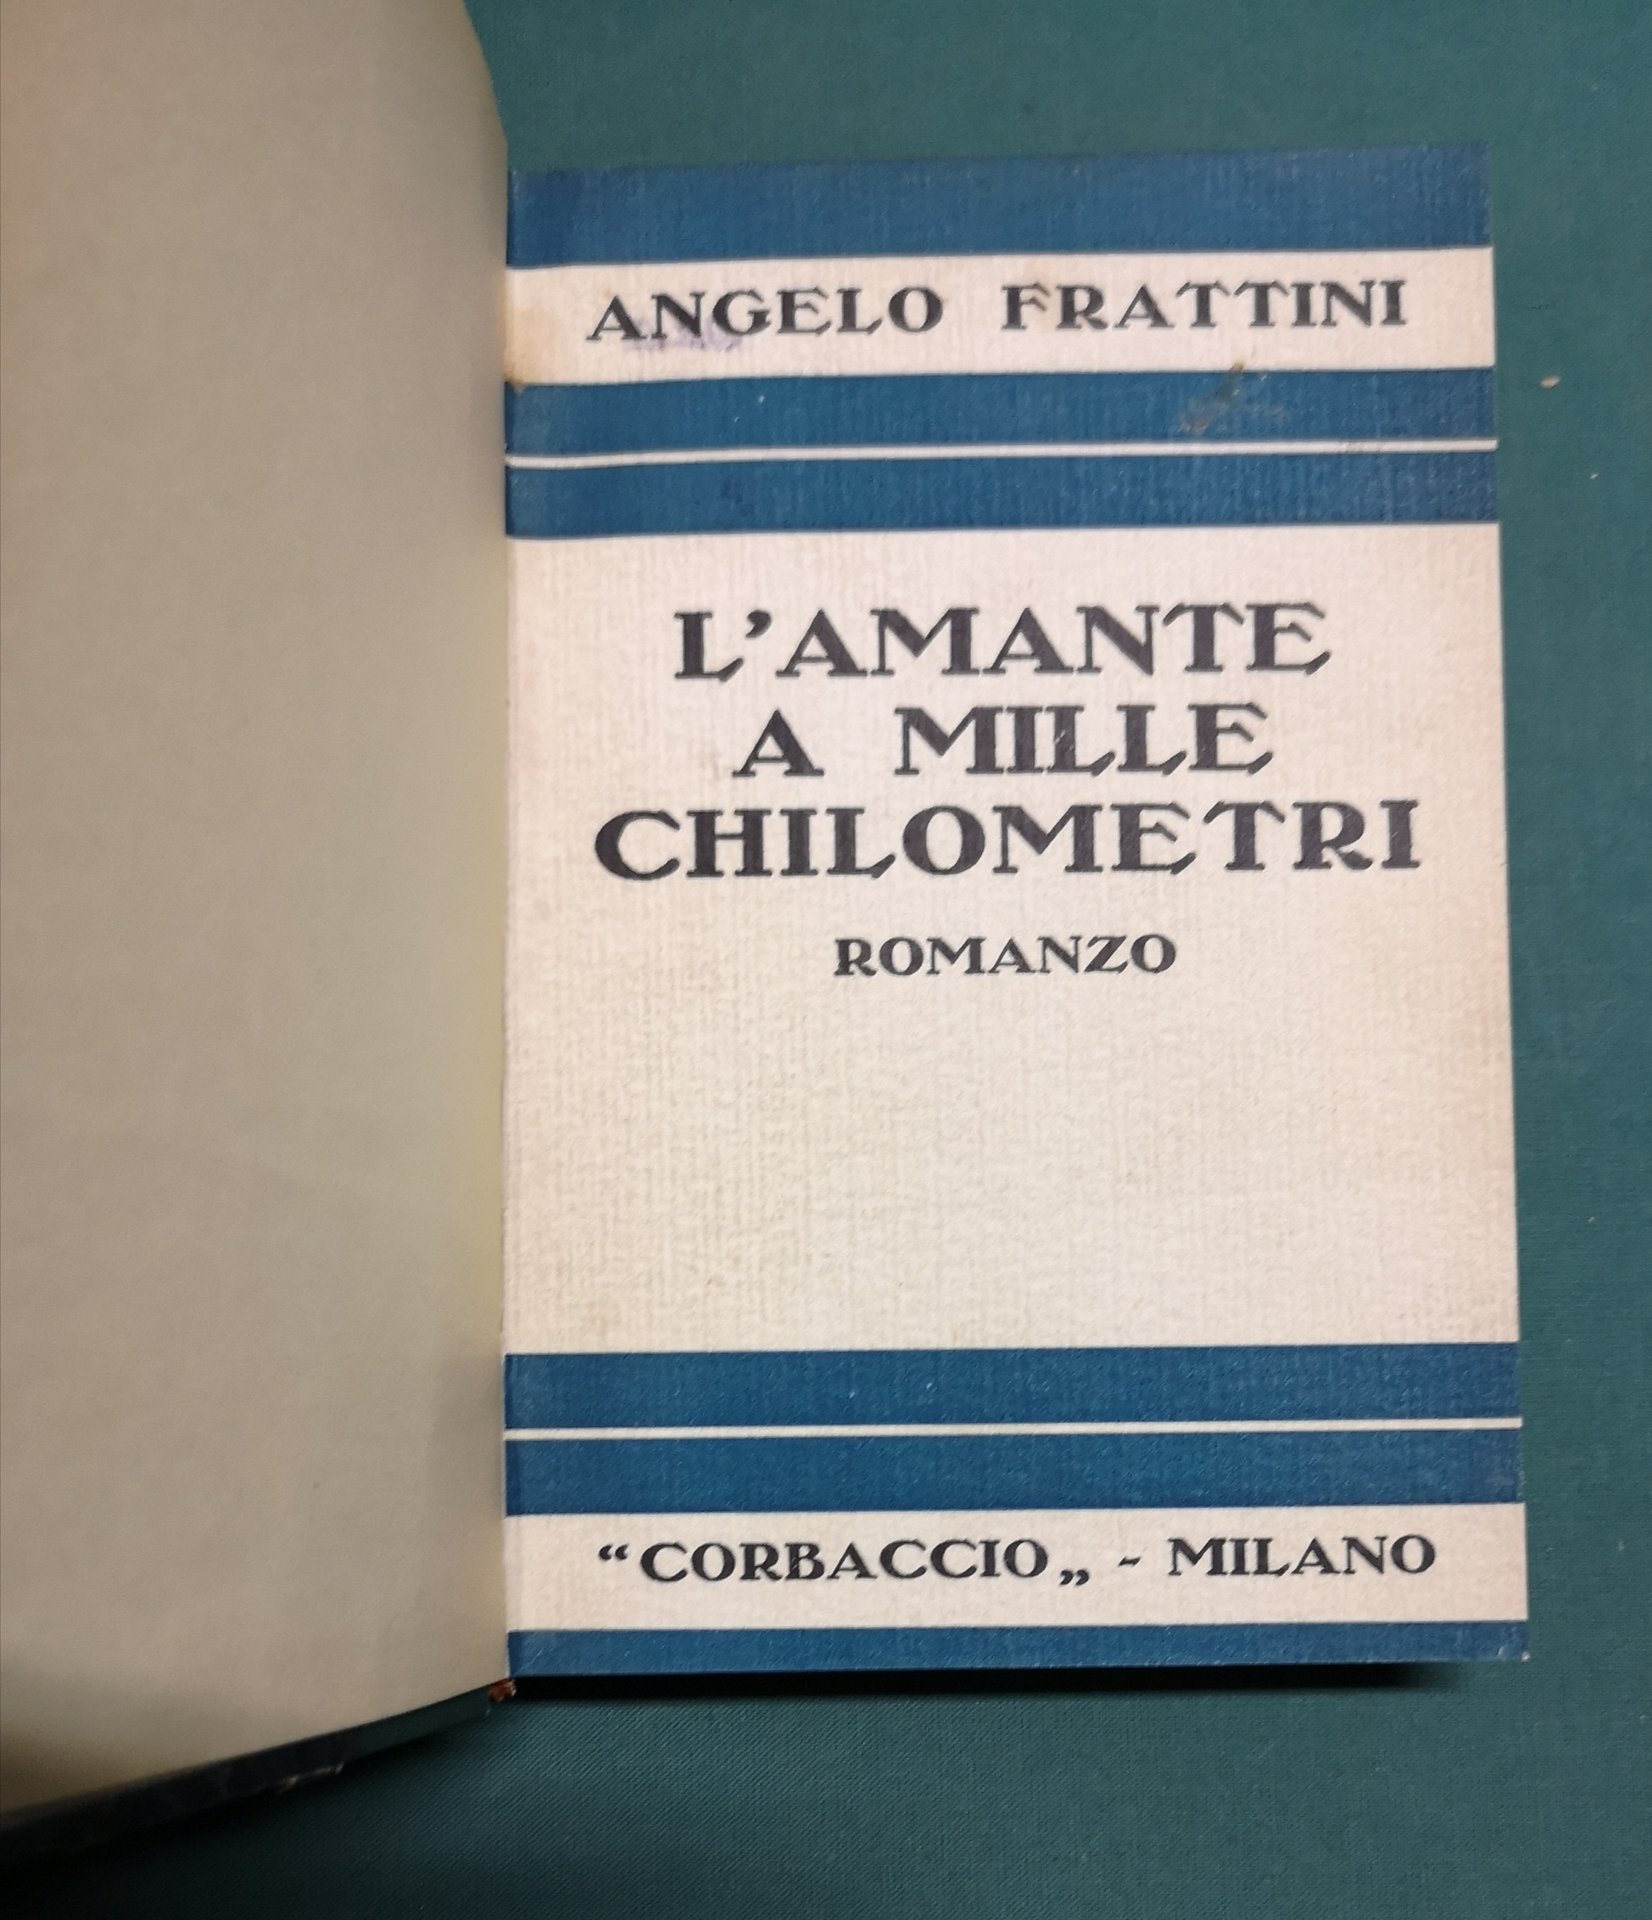 ANGELO FRATTINI
L'AMANTE
A MILLE
CHILOMETRI
ROMANZO
“CORBACCIO„ - MILANO